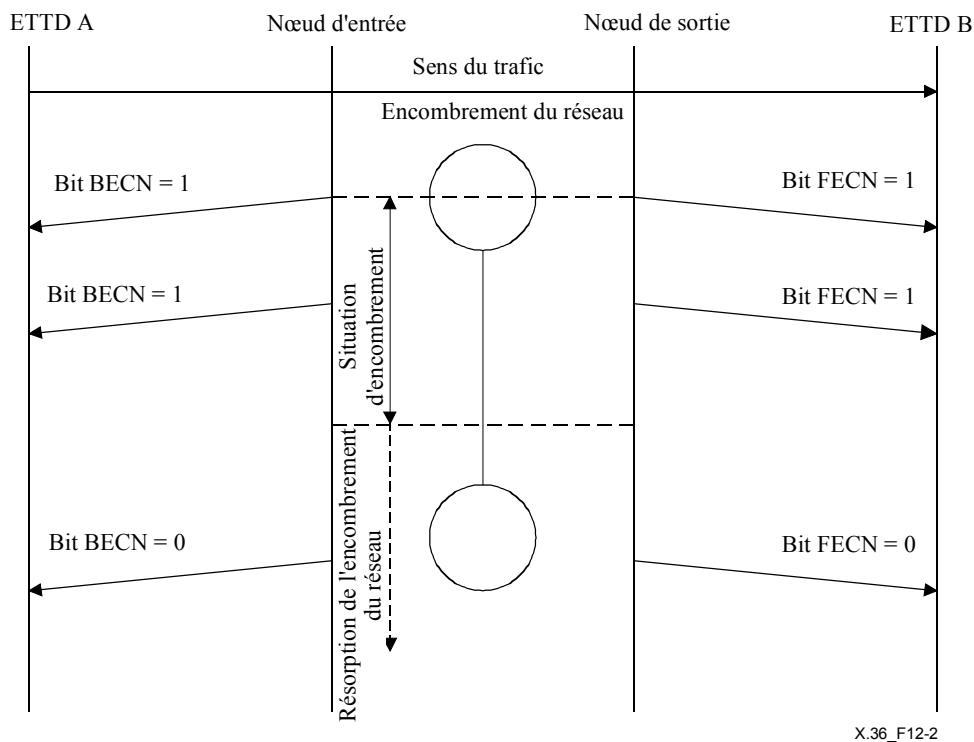 ETTD A
Nœud d'entrée
Nœud de sortie
ETTD B
Sens du trafic
Encombrement du réseau
Bit BECN = 1
Bit FECN = 1
Bit BECN = 1
Bit FECN = 1
Situation
d'encombrement
Résorption de l'encombrement
du réseau
Bit BECN = 0
Bit FECN = 0
X.36_F12-2